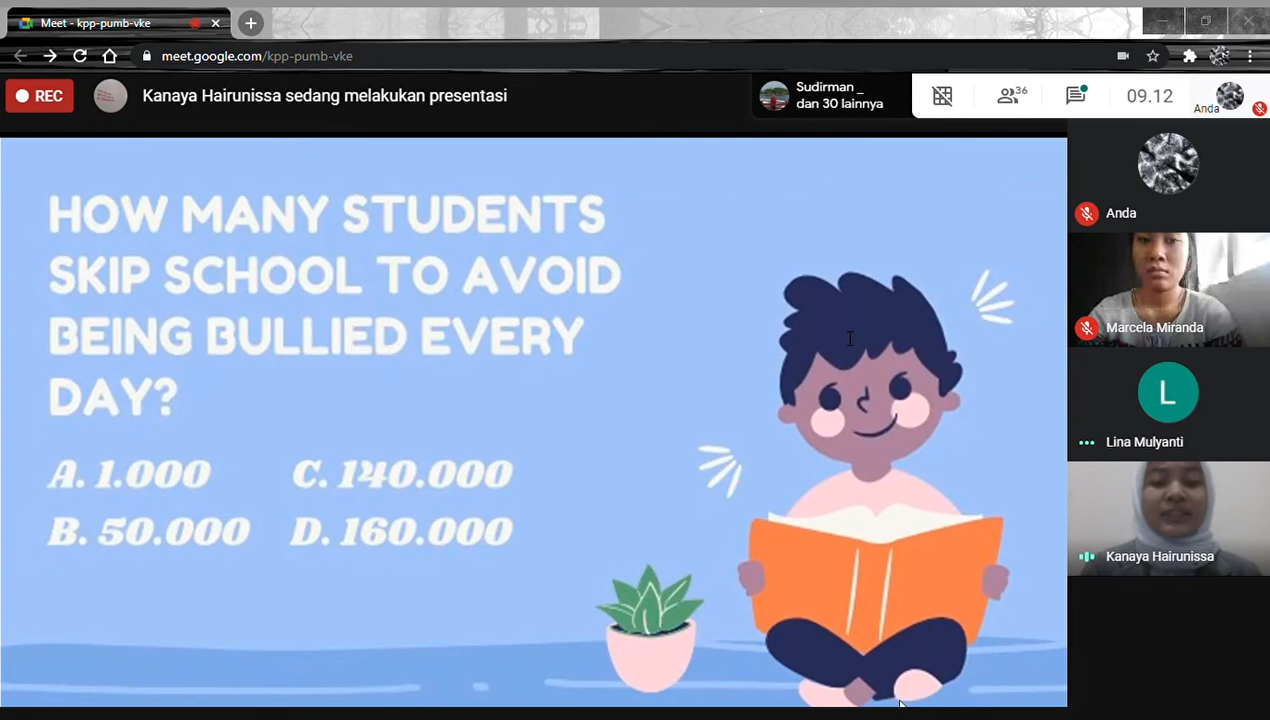 Meet - kpp-pumb-vke
meet.google.com/kpp-pumb-vke
REC
Kanaya Hairunissa sedang melakukan presentasi
Sudirman _
dan 30 lainnya
36
09.12
Anda
HOW MANY STUDENTS
SKIP SCHOOL TO AVOID
BEING BULLIED EVERY
DAY?
A. 1.000 C. 140.000
B. 50.000 D. 160.000
Anda
Marcela Miranda
L
Lina Mulyanti
Kanaya Hairunissa